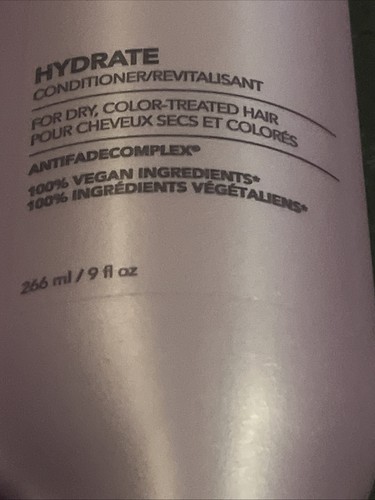 HYDRATE
CONDITIONER/REVITALISANT
FOR DRY, COLOR-TREATED HAIR
POUR CHEVEUX SECS ET COLORÉS
ANTIFADECOMPLEX®
100% VEGAN INGREDIENTS*
100% INGRÉDIENTS VÉGÉTALIENS*
266 ml / 9 fl oz